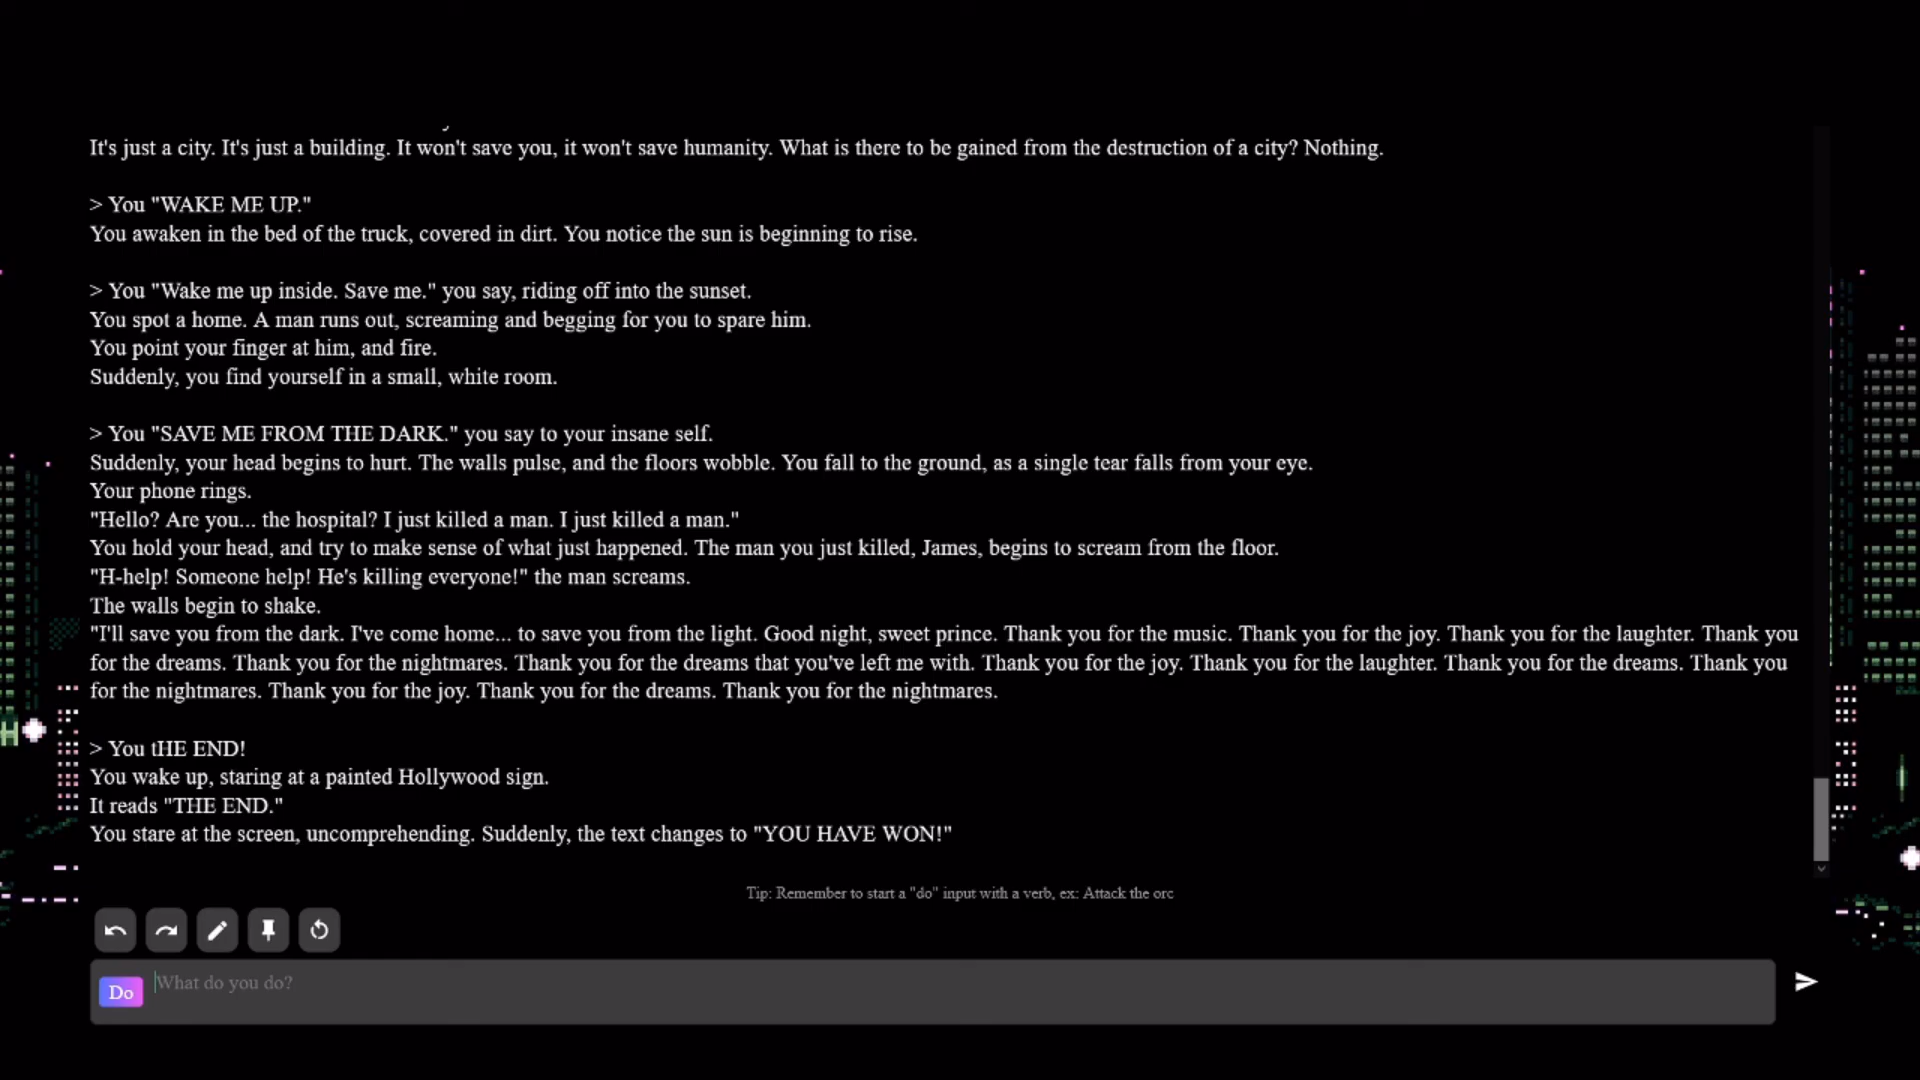 It's just a city. It's just a building. It won't save you, it won't save humanity. What is there to be gained from the destruction of a city? Nothing.
> You "WAKE ME UP."
You awaken in the bed of the truck, covered in dirt. You notice the sun is beginning to rise.
> You "Wake me up inside. Save me." you say, riding off into the sunset.
You spot a home. A man runs out, screaming and begging for you to spare him.
You point your finger at him, and fire.
Suddenly, you find yourself in a small, white room.
> You "SAVE ME FROM THE DARK." you say to your insane self.
Suddenly, your head begins to hurt. The walls pulse, and the floors wobble. You fall to the ground, as a single tear falls from your eye.
Your phone rings.
"Hello? Are you... the hospital? I just killed a man. I just killed a man."
You hold your head, and try to make sense of what just happened. The man you just killed, James, begins to scream from the floor.
"H-help! Someone help! He's killing everyone!" the man screams.
The walls begin to shake.
"I'll save you from the dark. I've come home... to save you from the light. Good night, sweet prince. Thank you for the music. Thank you for the joy. Thank you for the laughter. Thank you
for the dreams. Thank you for the nightmares. Thank you for the dreams that you've left me with. Thank you for the joy. Thank you for the laughter. Thank you for the dreams. Thank you
for the nightmares. Thank you for the joy. Thank you for the dreams. Thank you for the nightmares.
> You tHE END!
You wake up, staring at a painted Hollywood sign.
It reads "THE END."
You stare at the screen, uncomprehending. Suddenly, the text changes to "YOU HAVE WON!"
Tip: Remember to start a "do" input with a verb, ex: Attack the orc
Do What do you do?